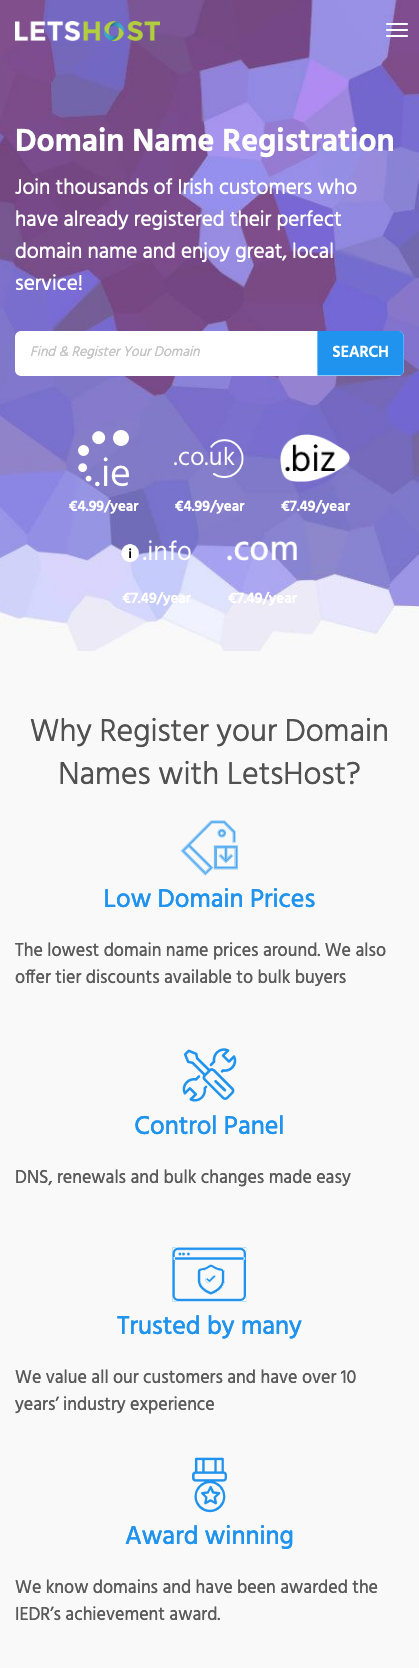 LETSHOST
Domain Name Registration
Join thousands of Irish customers who
have already registered their perfect
domain name and enjoy great, local
service!
Find & Register Your Domain
SEARCH
.ie .co.uk .biz
€4.99/year €4.99/year €7.49/year
i .info .com
€7.49/year €7.49/year
Why Register your Domain
Names with LetsHost?
Low Domain Prices
The lowest domain name prices around. We also
offer tier discounts available to bulk buyers
Control Panel
DNS, renewals and bulk changes made easy
Trusted by many
We value all our customers and have over 10
years’ industry experience
Award winning
We know domains and have been awarded the
IEDR’s achievement award.